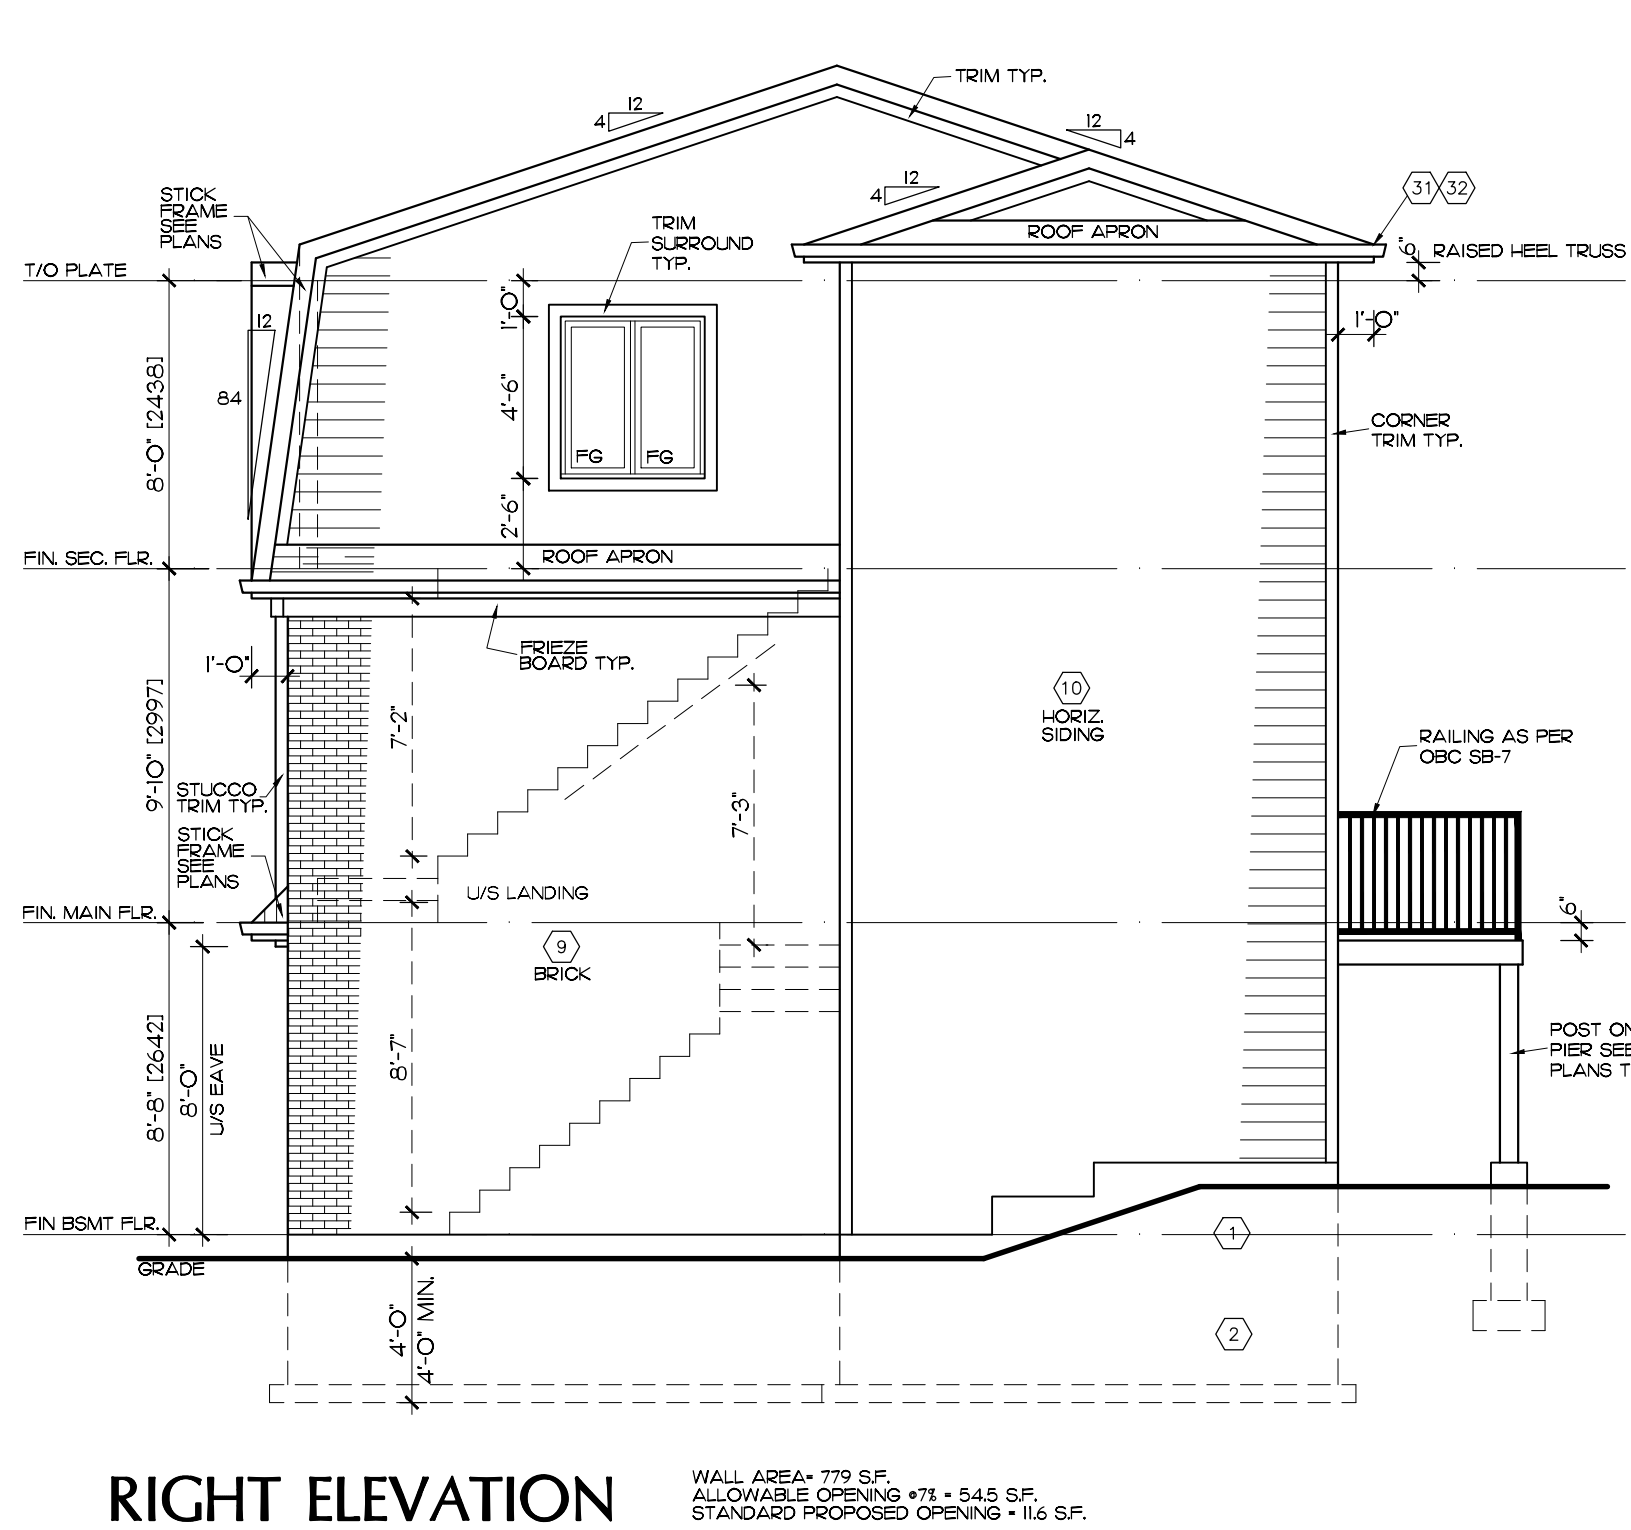 TRIM TYP.
12
4
12
4
12
4
31
32
STICK
FRAME
SEE
PLANS
TRIM
SURROUND
TYP.
ROOF APRON
6"
RAISED HEEL TRUSS
T/O PLATE
1'-0"
1'-0"
12
84
8'-0" [2438]
4'-6"
FG
FG
CORNER
TRIM TYP.
2'-6"
FIN. SEC. FLR.
ROOF APRON
FRIEZE
BOARD TYP.
1'-0"
9'-10" [2997]
7'-2"
10
HORIZ.
SIDING
RAILING AS PER
OBC SB-7
STUCCO
TRIM TYP.
7'-3"
STICK
FRAME
SEE
PLANS
U/S LANDING
FIN. MAIN FLR.
6"
9
BRICK
8'-8" [2642]
8'-0"
U/S EAVE
8'-7"
POST ON
PIER SEE
PLANS
FIN BSMT FLR.
1
GRADE
4'-0"
4'-0" MIN.
2
RIGHT ELEVATION
WALL AREA= 779 S.F.
ALLOWABLE OPENING @7% = 54.5 S.F.
STANDARD PROPOSED OPENING = 11.6 S.F.